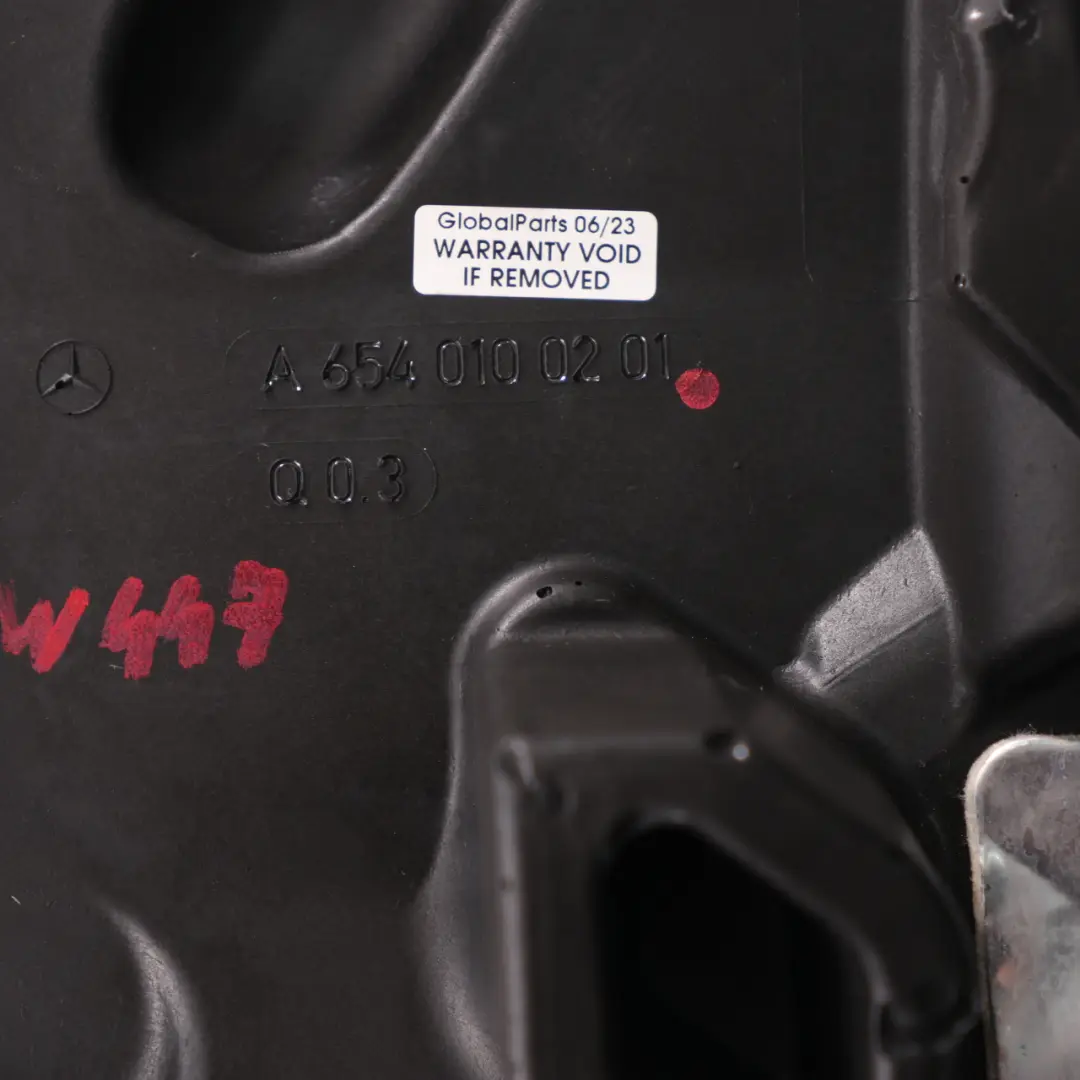 GlobalParts 06/23
WARRANTY VOID
IF REMOVED
A 654 010 02 01
Q 0.3
W447